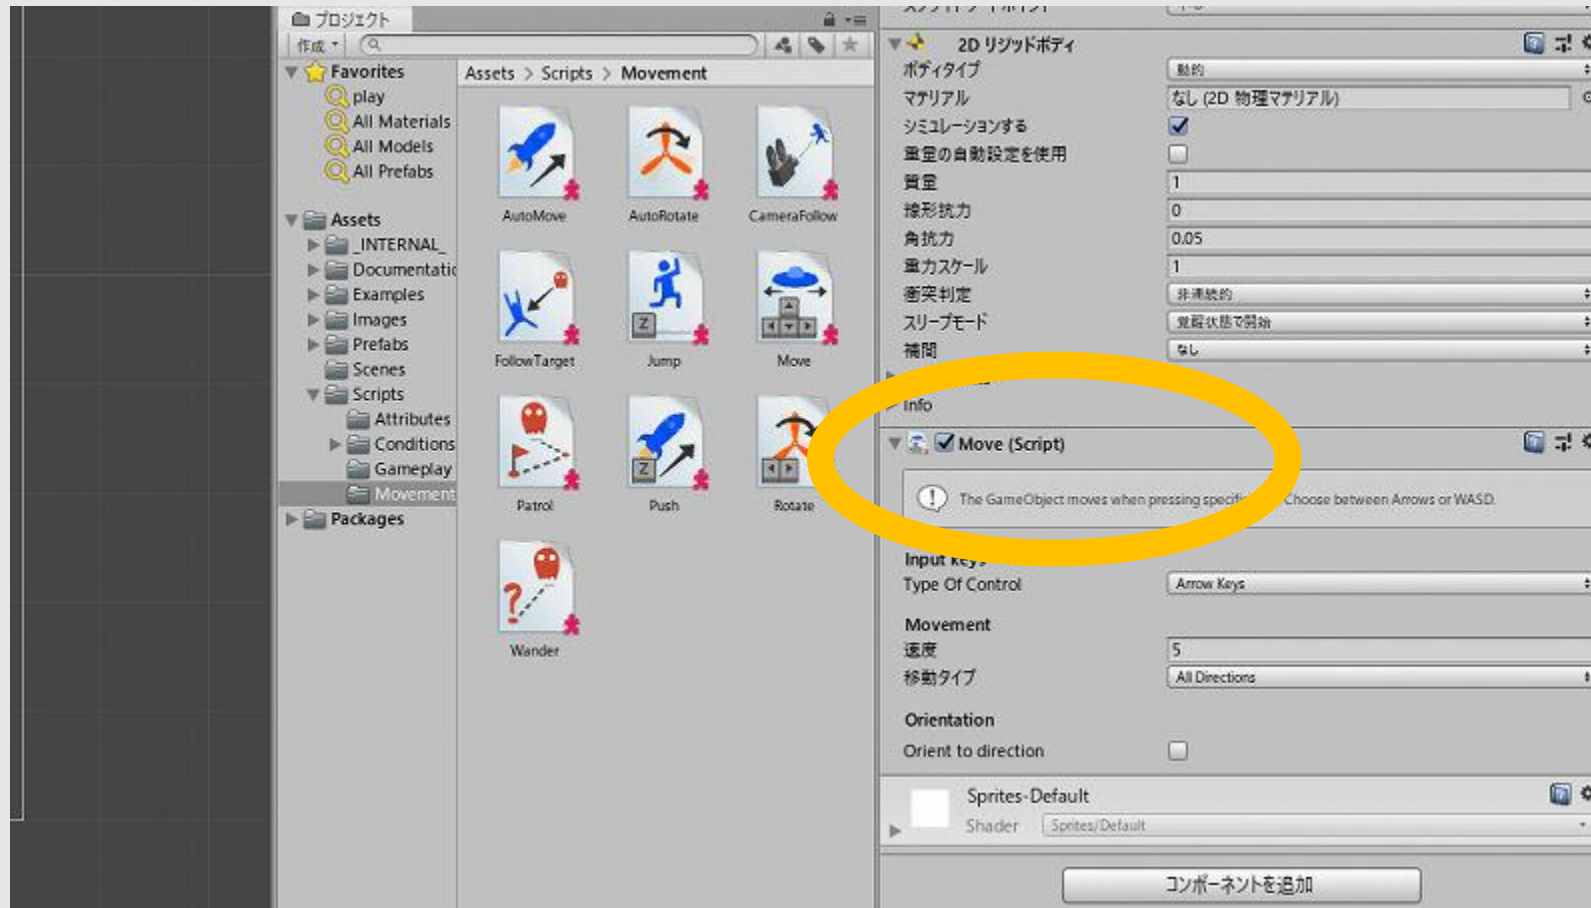 プロジェクト
作成
Favorites
play
All Materials
All Models
All Prefabs
Assets
_INTERNAL_
Documentatic
Examples
Images
Prefabs
Scenes
Scripts
Attributes
Conditions
Gameplay
Movement
Packages
Assets > Scripts > Movement
AutoMove
AutoRotate
CameraFollow
FollowTarget
Z
Jump
Move
Patrol
Z
Push
Rotate
?
Wander
2D リジッドボディ
ボディタイプ 動的
マテリアル なし (2D 物理マテリアル)
シミュレーションする
重量の自動設定を使用
質量 1
線形抗力 0
角抗力 0.05
重力スケール 1
衝突判定 非連続的
スリープモード 覚醒状態で開始
補間 なし
Info
Move (Script)
The GameObject moves when pressing specific Choose between Arrows or WASD.
Input keys
Type Of Control Arrow Keys
Movement
速度 5
移動タイプ All Directions
Orientation
Orient to direction
Sprites-Default
Shader Sprites/Default
コンポーネントを追加